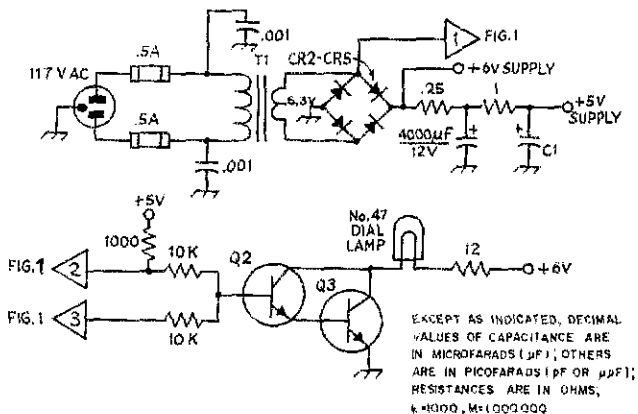 .001
.5A
T1
CR2-CR5
1
FIG.1
117 V AC
+6V SUPPLY
6.3V
.25
1
+5V
SUPPLY
.5A
4000µF
12V
+
+
C1
.001
+5V
No. 47
DIAL
LAMP
1000
10K
Q2
12
FIG.1
2
+6V
Q3
FIG.1
3
10K
EXCEPT AS INDICATED, DECIMAL
VALUES OF CAPACITANCE ARE
IN MICROFARADS (µF); OTHERS
ARE IN PICOFARADS (pF OR µµF);
RESISTANCES ARE IN OHMS;
k=1000, M=1000000